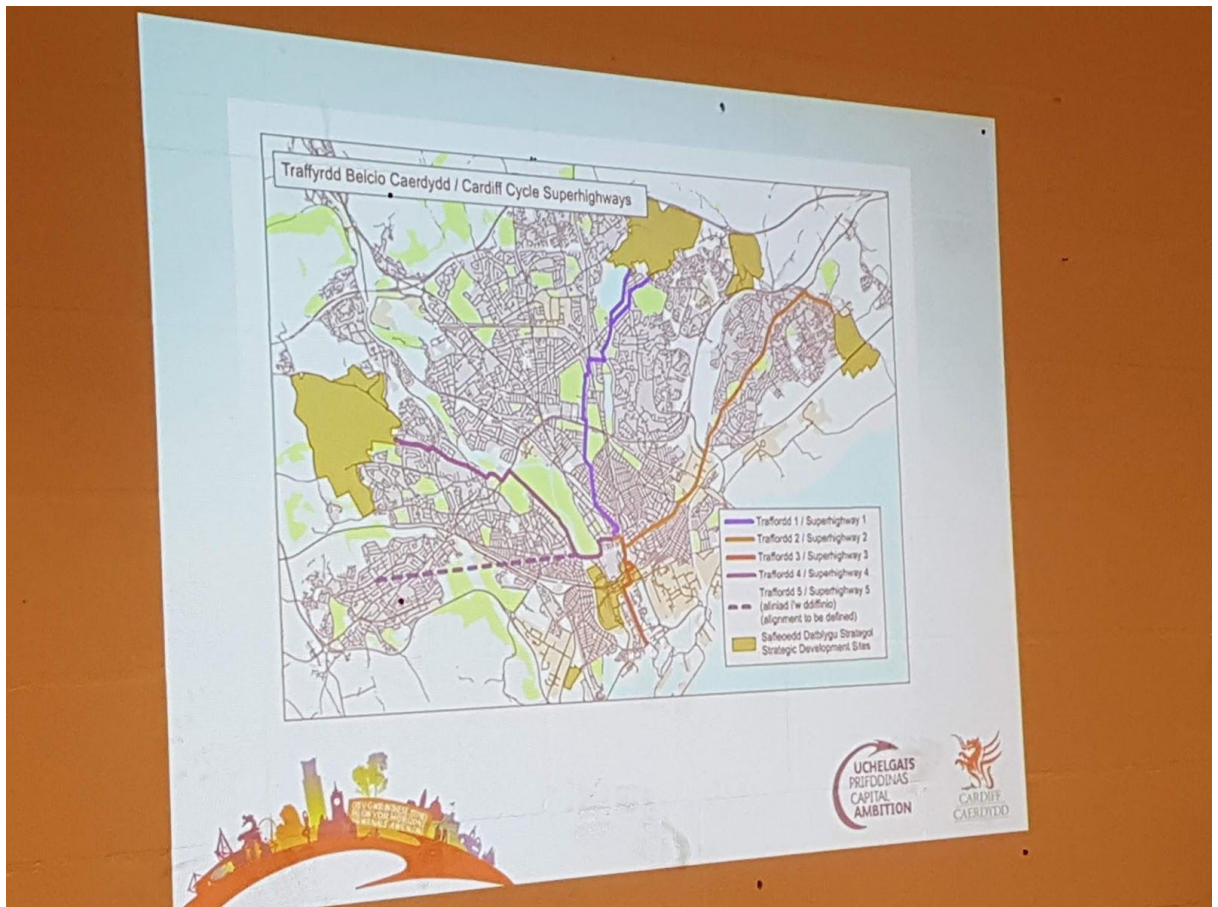 Traffyrdd Beicio Caerdydd / Cardiff Cycle Superhighways
Traffordd 1 / Superhighway 1
Traffordd 2 / Superhighway 2
Traffordd 3 / Superhighway 3
Traffordd 4 / Superhighway 4
Traffordd 5 / Superhighway 5
(aliniad i'w ddiffinio)
(alignment to be defined)
Safleoedd Datblygu Strategol
Strategic Development Sites
UCHELGAIS
PRIFDDINAS
CAPITAL
AMBITION
CARDIFF
CAERDYDD